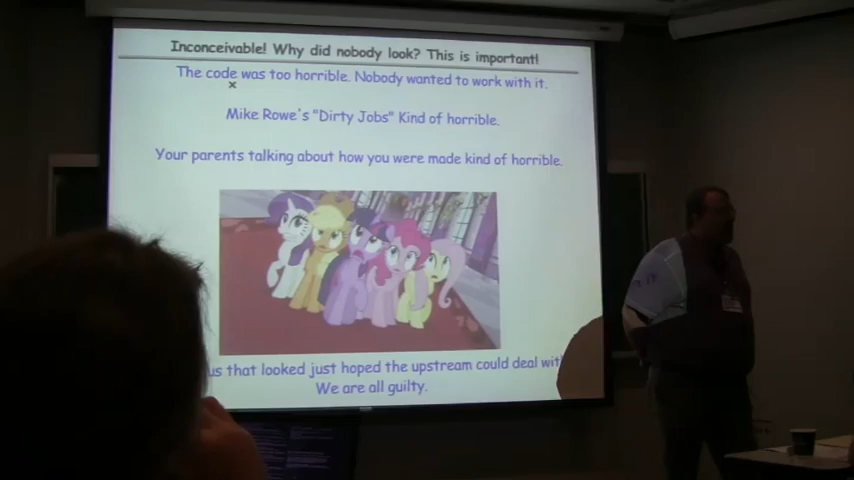 Inconceivable! Why did nobody look? This is important!
The code was too horrible. Nobody wanted to work with it.
x
Mike Rowe's "Dirty Jobs" Kind of horrible.
Your parents talking about how you were made kind of horrible.
us that looked just hoped the upstream could deal
We are all guilty.